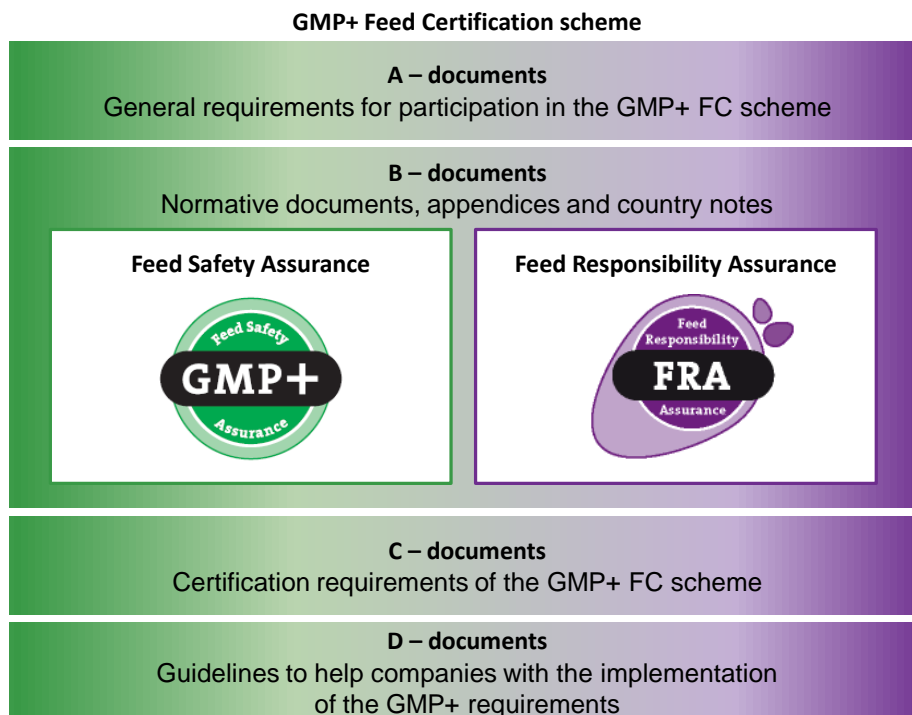 GMP+ Feed Certification scheme
A – documents
General requirements for participation in the GMP+ FC scheme
B – documents
Normative documents, appendices and country notes
Feed Safety Assurance
Feed Safety
GMP+
Assurance
Feed Responsibility Assurance
Feed
Responsibility
FRA
Assurance
C – documents
Certification requirements of the GMP+ FC scheme
D – documents
Guidelines to help companies with the implementation
of the GMP+ requirements